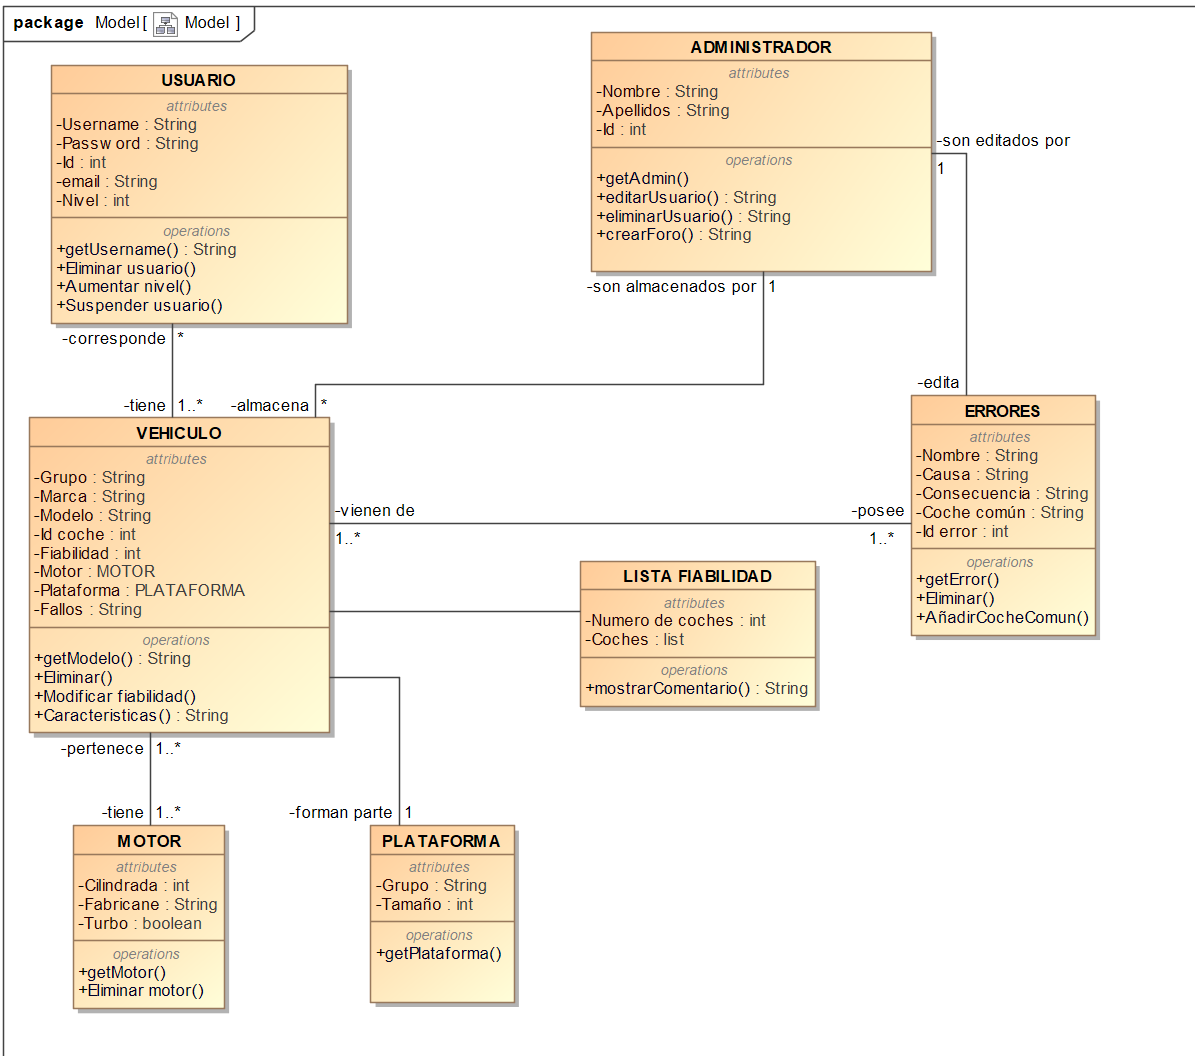 package Model[ Model ]
USUARIO
attributes
-Username : String
-Password : String
-Id : int
-email : String
-Nivel : int
operations
+getUsername() : String
+Eliminar usuario()
+Aumentar nivel()
+Suspender usuario()
ADMINISTRADOR
attributes
-Nombre : String
-Apellidos : String
-Id : int
operations
+getAdmin()
+editarUsuario() : String
+eliminarUsuario() : String
+crearForo() : String
-son editados por
1
-son almacenados por 1
-corresponde *
-tiene 1..*
-almacena *
-edita
VEHICULO
attributes
-Grupo : String
-Marca : String
-Modelo : String
-Id coche : int
-Fiabilidad : int
-Motor : MOTOR
-Plataforma : PLATAFORMA
-Fallos : String
operations
+getModelo() : String
+Eliminar()
+Modificar fiabilidad()
+Caracteristicas() : String
-vienen de
1..*
-posee
1..*
ERRORES
attributes
-Nombre : String
-Causa : String
-Consecuencia : String
-Coche común : String
-Id error : int
operations
+getError()
+Eliminar()
+AñadirCocheComun()
LISTA FIABILIDAD
attributes
-Numero de coches : int
-Coches : list
operations
+mostrarComentario() : String
-pertenece 1..*
-tiene 1..*
-forman parte 1
MOTOR
attributes
-Cilindrada : int
-Fabricane : String
-Turbo : boolean
operations
+getMotor()
+Eliminar motor()
PLATAFORMA
attributes
-Grupo : String
-Tamaño : int
operations
+getPlataforma()